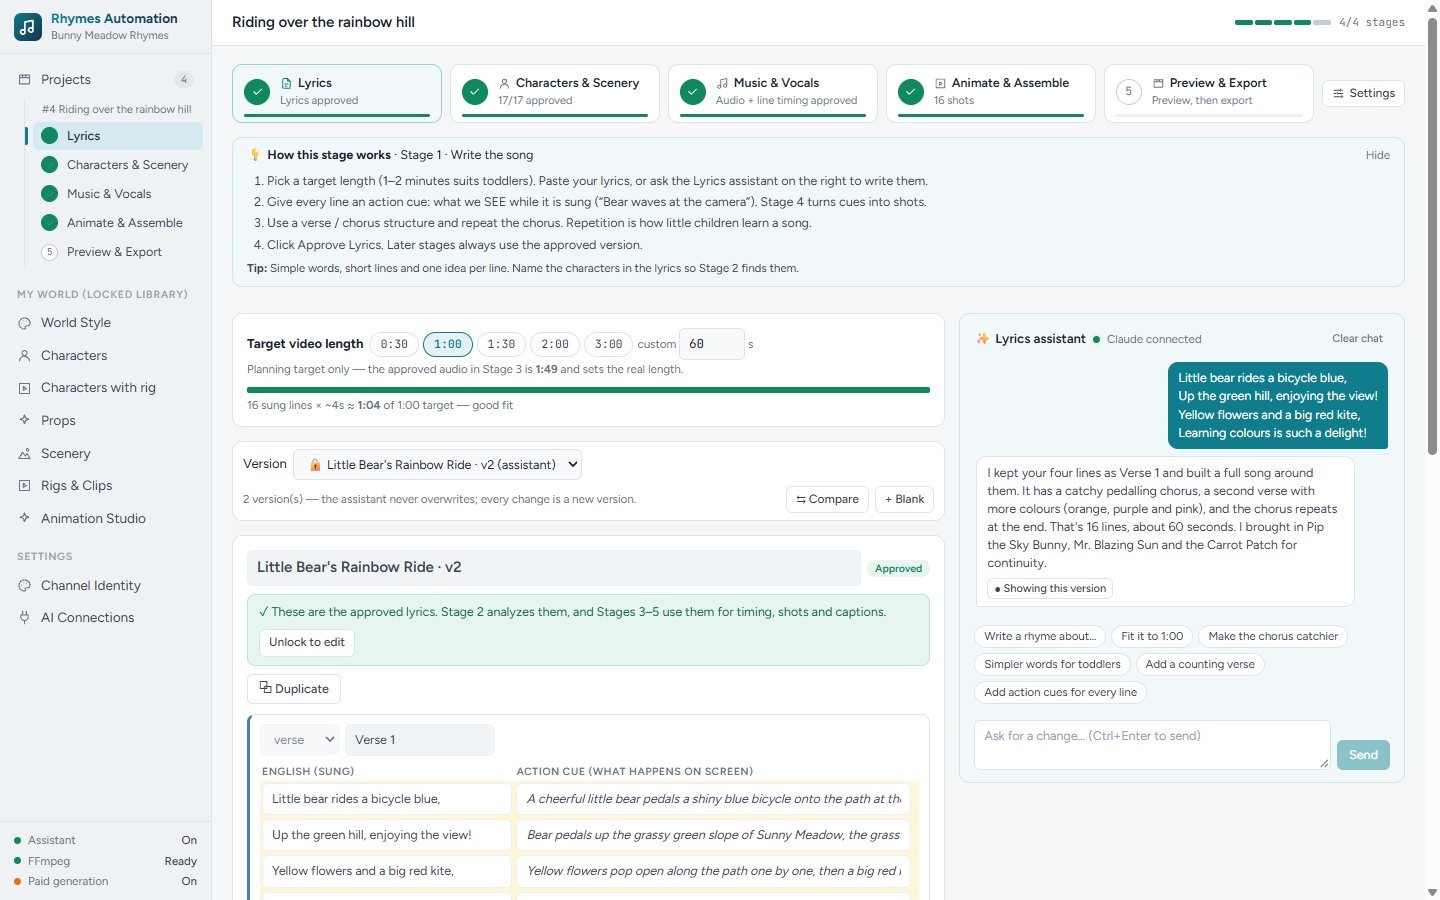 Rhymes Automation
Bunny Meadow Rhymes
Projects 4
#4 Riding over the rainbow hill
Lyrics
Characters & Scenery
Music & Vocals
Animate & Assemble
5 Preview & Export
MY WORLD (LOCKED LIBRARY)
World Style
Characters
Characters with rig
Props
Scenery
Rigs & Clips
Animation Studio
SETTINGS
Channel Identity
AI Connections
Assistant On
FFmpeg Ready
Paid generation On
Riding over the rainbow hill
4/4 stages
Lyrics
Lyrics approved
Characters & Scenery
17/17 approved
Music & Vocals
Audio + line timing approved
Animate & Assemble
16 shots
5 Preview & Export
Preview, then export
Settings
How this stage works · Stage 1 · Write the song
Hide
1. Pick a target length (1–2 minutes suits toddlers). Paste your lyrics, or ask the Lyrics assistant on the right to write them.
2. Give every line an action cue: what we SEE while it is sung (“Bear waves at the camera”). Stage 4 turns cues into shots.
3. Use a verse / chorus structure and repeat the chorus. Repetition is how little children learn a song.
4. Click Approve Lyrics. Later stages always use the approved version.
Tip: Simple words, short lines and one idea per line. Name the characters in the lyrics so Stage 2 finds them.
Target video length 0:30 1:00 1:30 2:00 3:00 custom 60 s
Planning target only — the approved audio in Stage 3 is 1:49 and sets the real length.
16 sung lines × ~4s ≈ 1:04 of 1:00 target — good fit
Version 🔒 Little Bear's Rainbow Ride · v2 (assistant)
2 version(s) — the assistant never overwrites; every change is a new version.
⇆ Compare
+ Blank
Little Bear's Rainbow Ride · v2
Approved
✓ These are the approved lyrics. Stage 2 analyzes them, and Stages 3–5 use them for timing, shots and captions.
Unlock to edit
Duplicate
verse Verse 1
ENGLISH (SUNG) ACTION CUE (WHAT HAPPENS ON SCREEN)
Little bear rides a bicycle blue, A cheerful little bear pedals a shiny blue bicycle onto the path at the
Up the green hill, enjoying the view! Bear pedals up the grassy green slope of Sunny Meadow, the grass
Yellow flowers and a big red kite, Yellow flowers pop open along the path one by one, then a big red
Lyrics assistant Claude connected
Clear chat
Little bear rides a bicycle blue,
Up the green hill, enjoying the view!
Yellow flowers and a big red kite,
Learning colours is such a delight!
I kept your four lines as Verse 1 and built a full song around
them. It has a catchy pedalling chorus, a second verse with
more colours (orange, purple and pink), and the chorus repeats
at the end. That's 16 lines, about 60 seconds. I brought in Pip
the Sky Bunny, Mr. Blazing Sun and the Carrot Patch for
continuity.
● Showing this version
Write a rhyme about…
Fit it to 1:00
Make the chorus catchier
Simpler words for toddlers
Add a counting verse
Add action cues for every line
Ask for a change… (Ctrl+Enter to send)
Send